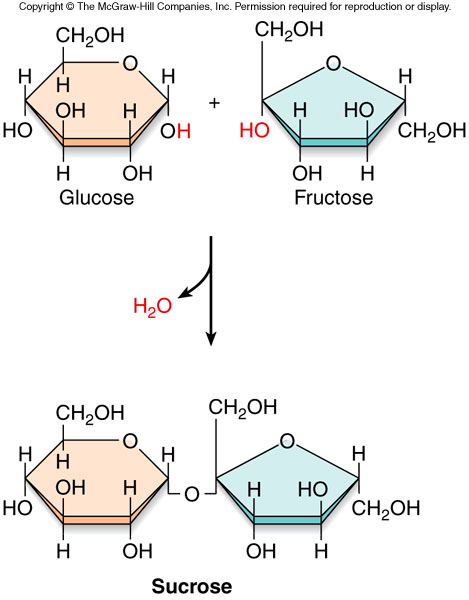 Copyright © The McGraw-Hill Companies, Inc. Permission required for reproduction or display.
CH₂OH
CH₂OH
O
O
H
H
H
H
OH
H
H
HO
+
HO
OH
HO
CH₂OH
H
OH
OH
H
Glucose
Fructose
H₂O
CH₂OH
CH₂OH
O
O
H
H
H
H
OH
H
H
HO
HO
O
CH₂OH
H
OH
OH
H
Sucrose